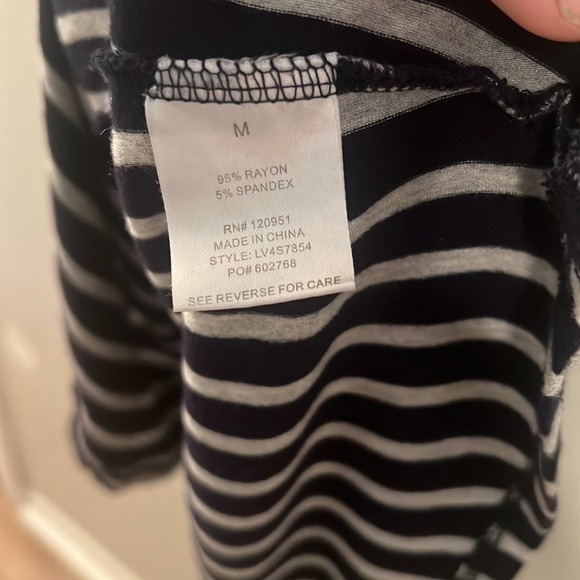 M
95% RAYON
5% SPANDEX
RN# 120951
MADE IN CHINA
STYLE: LV4S7854
PO# 602768
SEE REVERSE FOR CARE